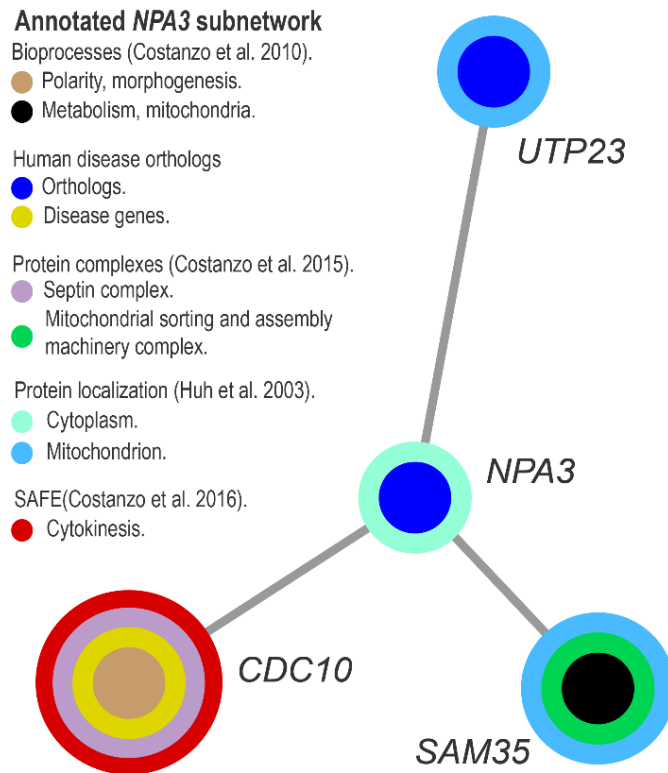 Annotated NPA3 subnetwork
Bioprocesses (Costanzo et al. 2010).
Polarity, morphogenesis.
Metabolism, mitochondria.
Human disease orthologs
Orthologs.
Disease genes.
Protein complexes (Costanzo et al. 2015).
Septin complex.
Mitochondrial sorting and assembly
machinery complex.
Protein localization (Huh et al. 2003).
Cytoplasm.
Mitochondrion.
SAFE(Costanzo et al. 2016).
Cytokinesis.
UTP23
NPA3
CDC10
SAM35